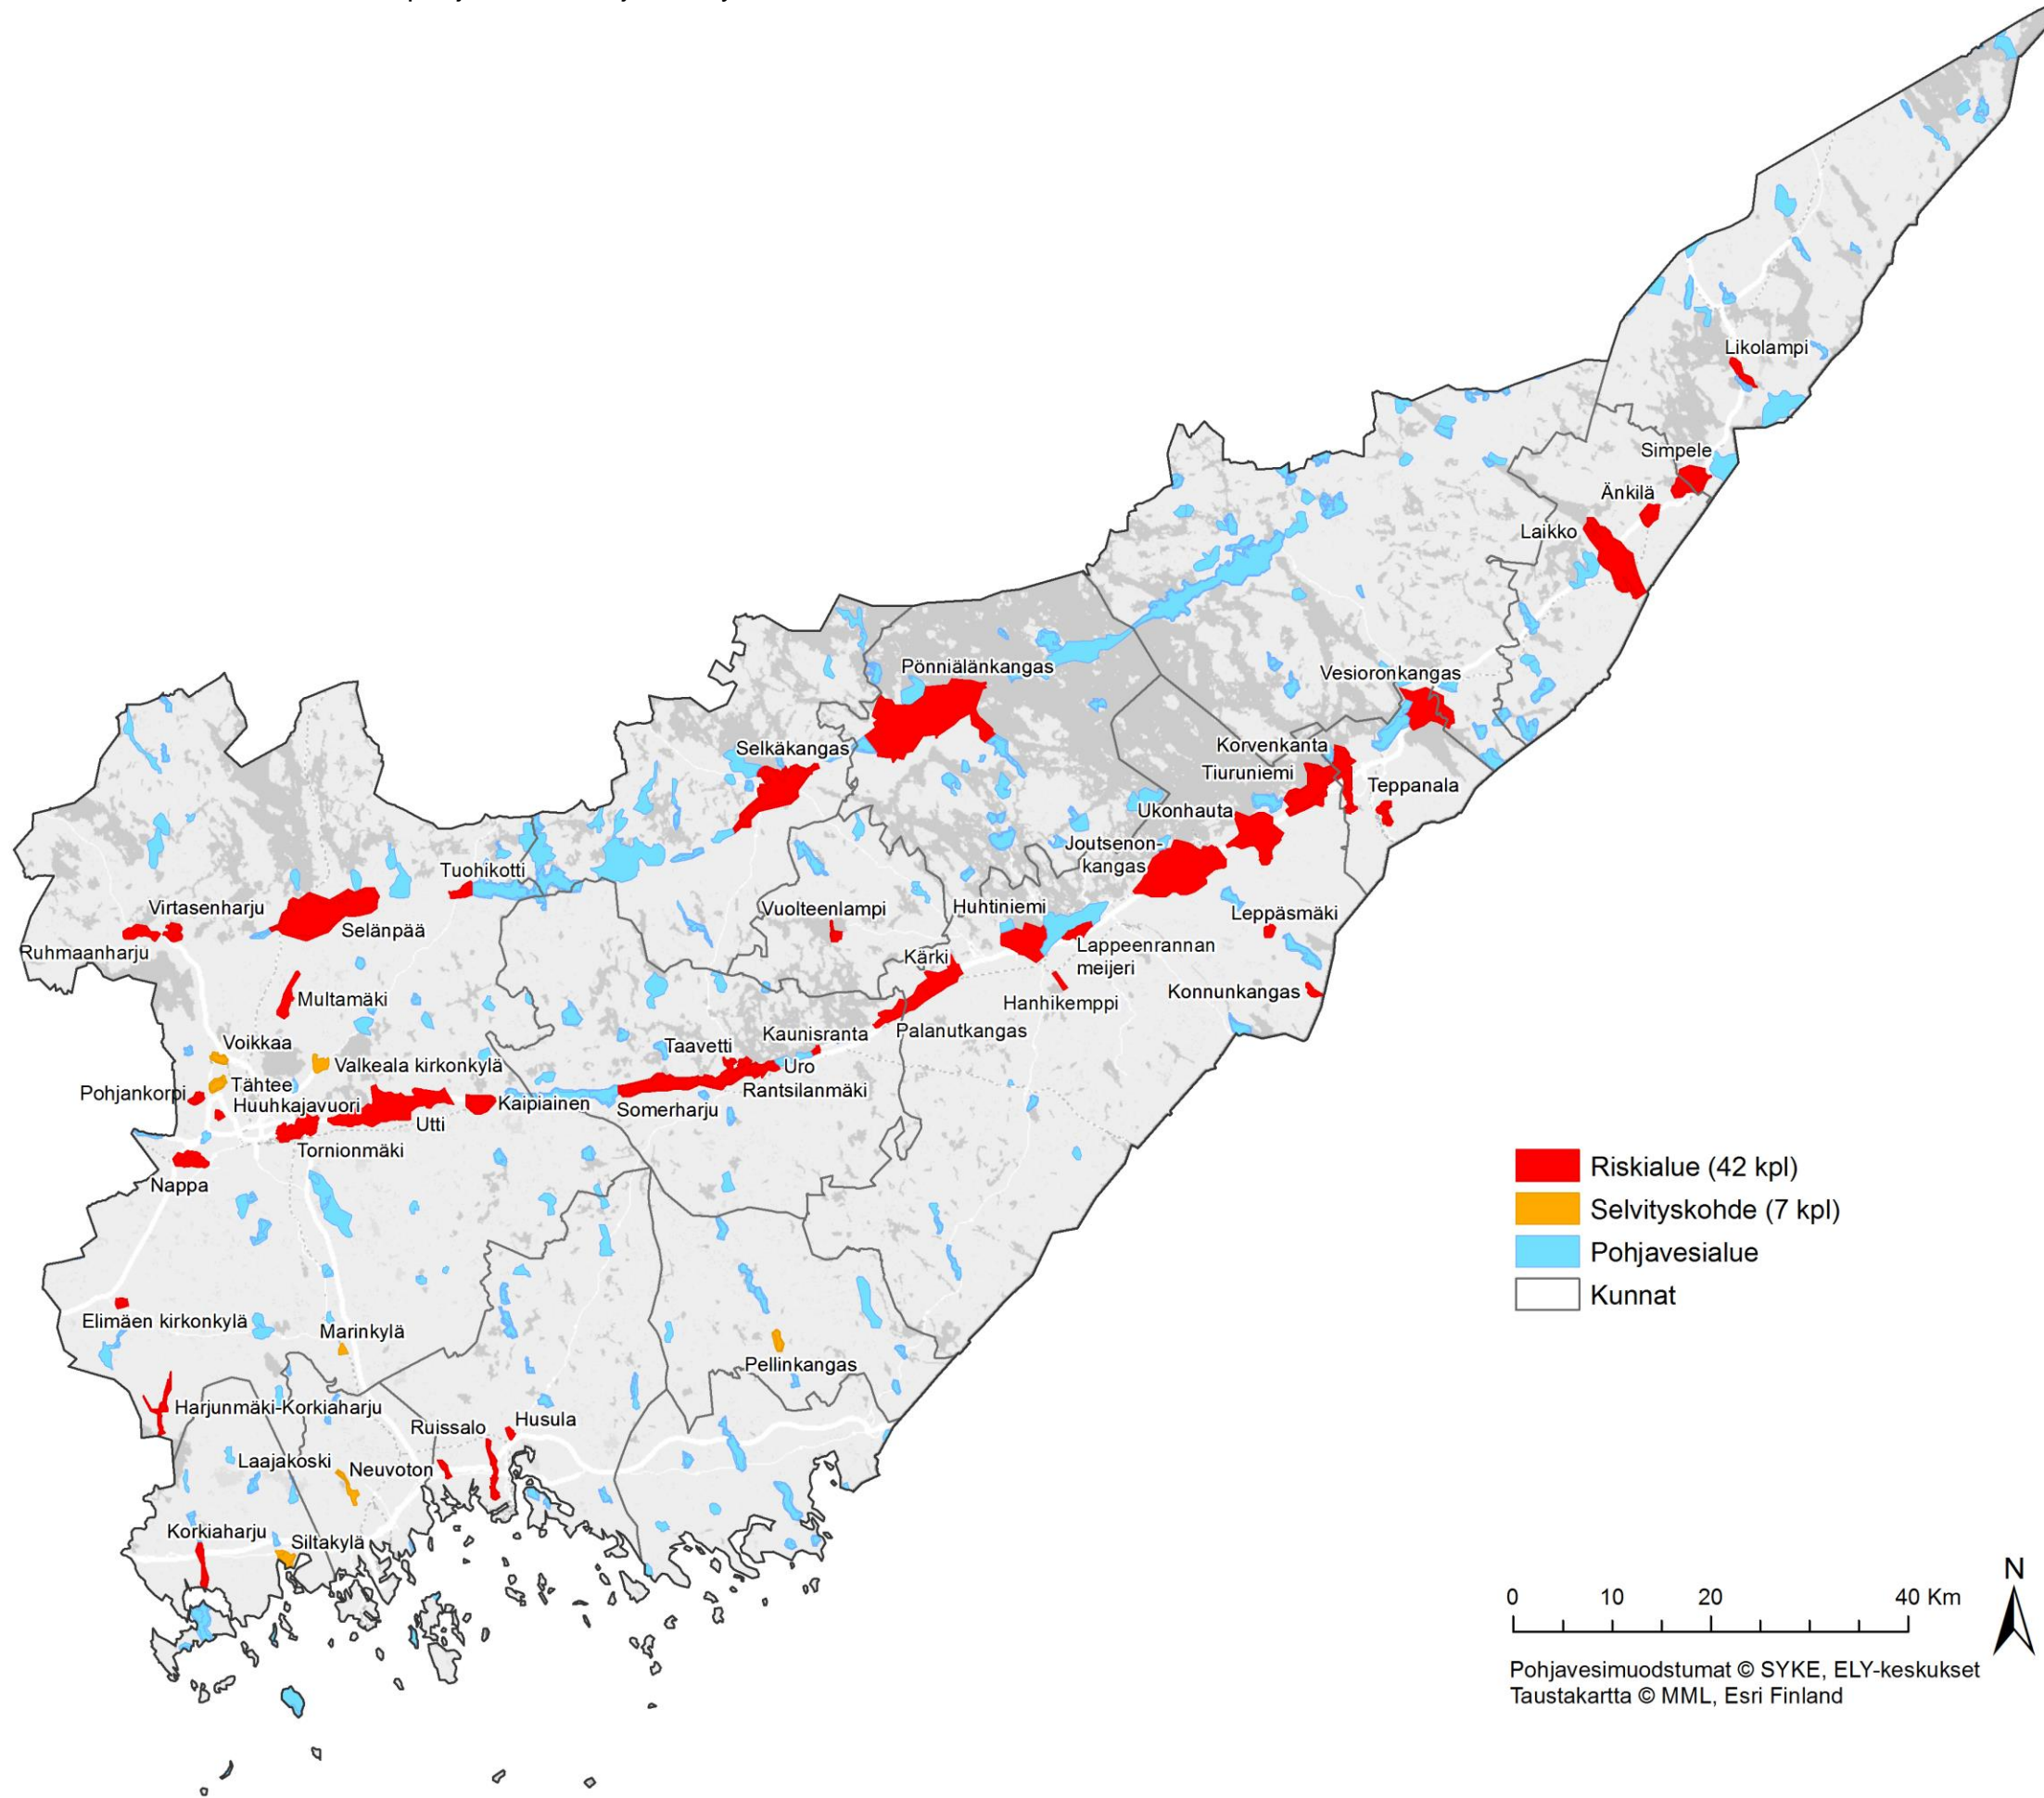 Likolampi
Simpele
Änkilä
Laikko
Pönniälänkangas
Vesioronkangas
Selkäkangas
Korvenkanta
Tiuruniemi
Teppanala
Ukonhauta
Joutsenon-
kangas
Tuohikotti
Virtasenharju
Vuolteenlampi
Huhtiniemi
Leppäsmäki
Selänpää
Ruhmaanharju
Lappeenrannan
meijeri
Kärki
Konnunkangas
Multamäki
Hanhikemppi
Kaunisranta
Palanutkangas
Voikkaa
Taavetti
Valkeala kirkonkylä
Uro
Tähtee
Pohjankorpi
Rantsilanmäki
Huuhkajavuori
Kaipiainen
Somerharju
Utti
Tornionmäki
Nappa
Elimäen kirkonkylä
Marinkylä
Pellinkangas
Harjunmäki-Korkiaharju
Ruissalo
Husula
Laajakoski
Neuvoton
Korkiaharju
Siltakylä
Riskialue (42 kpl)
Selvityskohde (7 kpl)
Pohjavesialue
Kunnat
N
0 10 20 40 Km
Pohjavesimuodstumat © SYKE, ELY-keskukset
Taustakartta © MML, Esri Finland